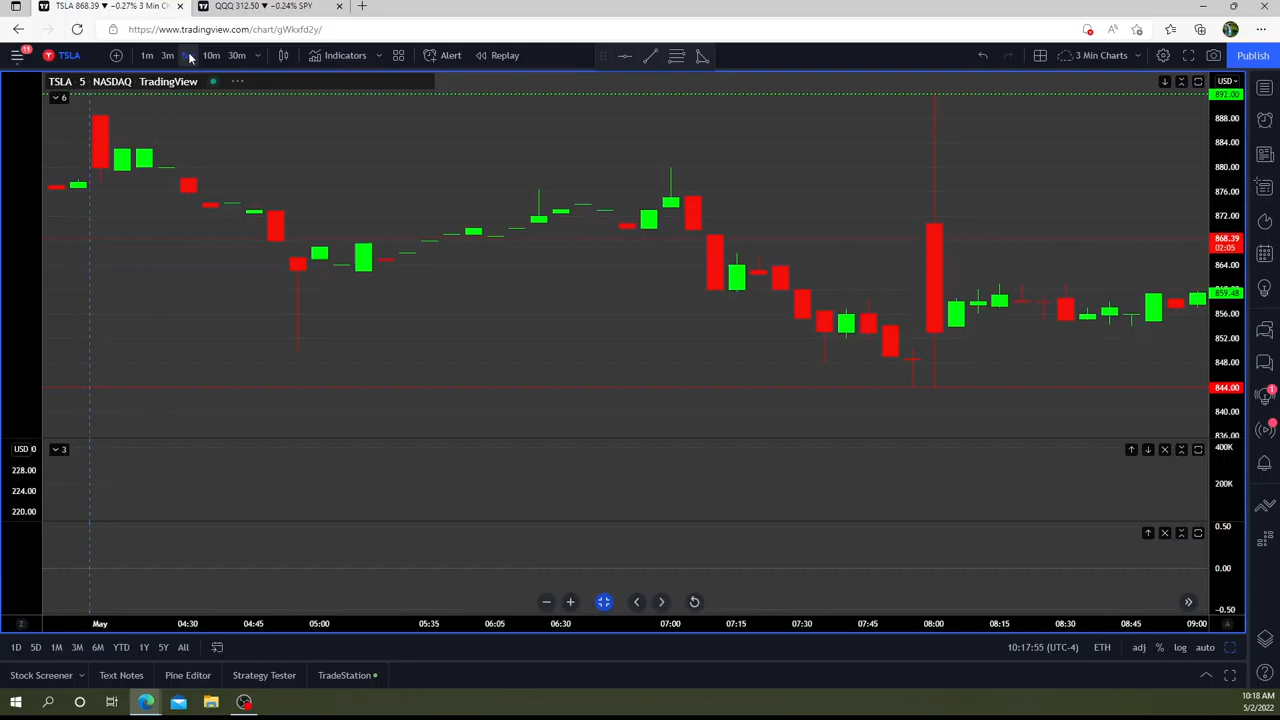 TSLA 868.39 ▼ −0.27% 3 Min Ch
QQQ 312.50 ▼ −0.24% SPY
https://www.tradingview.com/chart/gWkxfd2y/
11
TSLA
1m 3m 10m 30m
Indicators
Alert
Replay
3 Min Charts
Publish
TSLA 5 NASDAQ TradingView
6
USD
892.00
888.00
884.00
880.00
876.00
872.00
868.39
02:05
864.00
859.48
856.00
852.00
848.00
844.00
840.00
836.00
1
USD
3
400K
228.00
200K
224.00
220.00
0.50
0.00
-0.50
Z
May 04:30 04:45 05:00 05:35 06:05 06:30 07:00 07:15 07:30 07:45 08:00 08:15 08:30 08:45 09:00
A
1D 5D 1M 3M 6M YTD 1Y 5Y All
10:17:55 (UTC-4) ETH adj % log auto
Stock Screener Text Notes Pine Editor Strategy Tester TradeStation
10:18 AM
5/2/2022